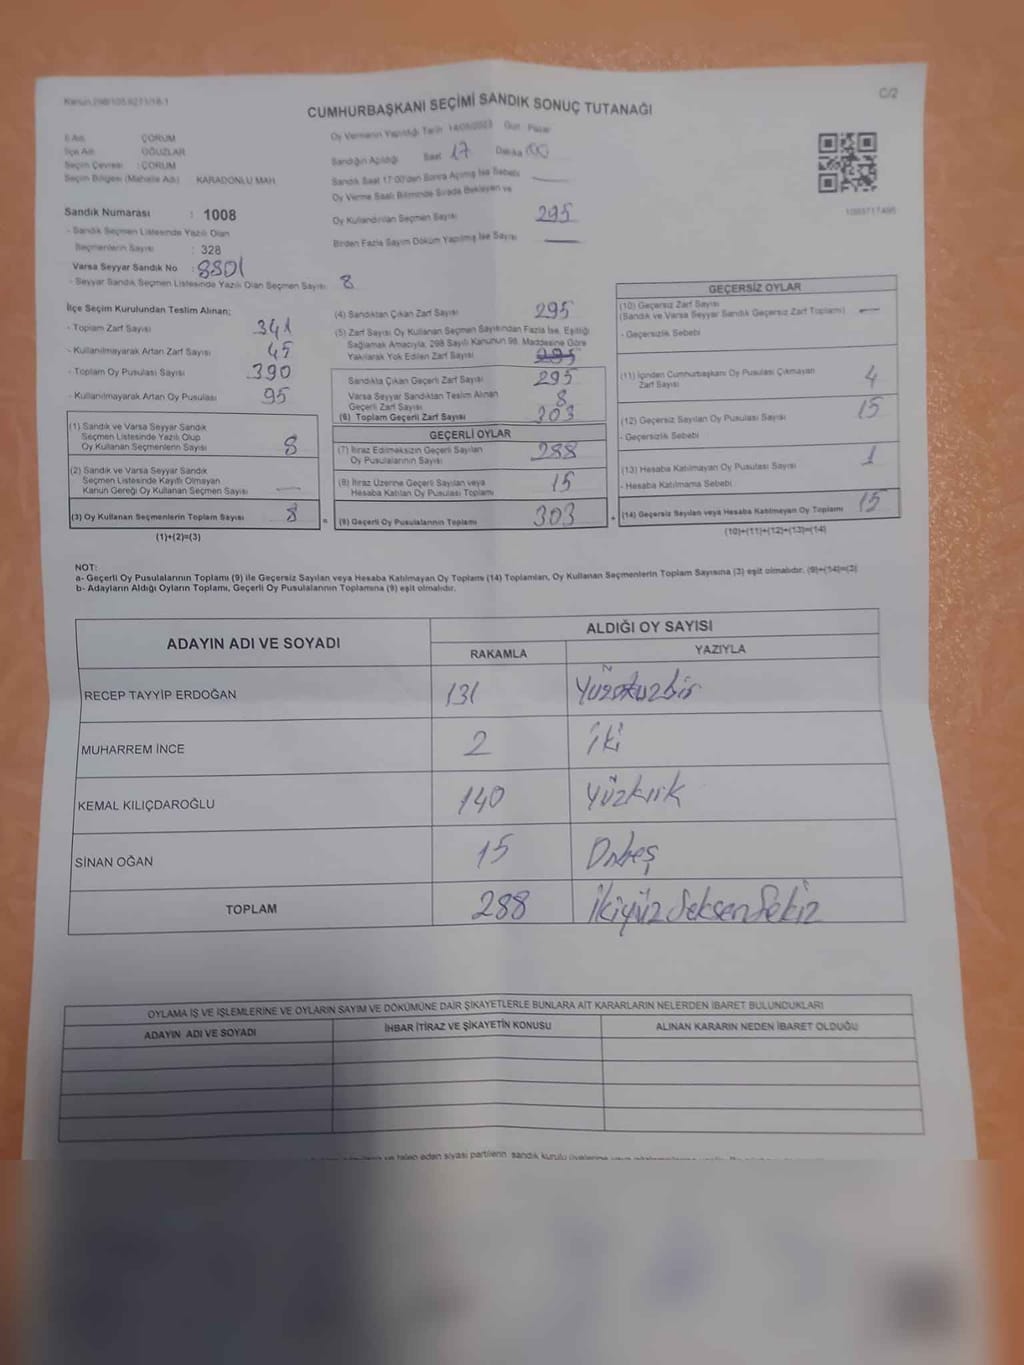 Kanun:298/105,6271/18-1
C/2
CUMHURBAŞKANI SEÇİMİ SANDIK SONUÇ TUTANAĞI
İl Adı : ÇORUM
İlçe Adı : OĞUZLAR
Seçim Çevresi : ÇORUM
Seçim Bölgesi (Mahalle Adı) KARADONLU MAH.
Sandık Numarası : 1008
- Sandık Seçmen Listesinde Yazılı Olan
Seçmenlerin Sayısı : 328
Varsa Seyyar Sandık No : 8801
- Seyyar Sandık Seçmen Listesinde Yazılı Olan Seçmen Sayısı 8
Oy Vermenin Yapıldığı Tarih 14/05/2023 Gün: Pazar
Sandığın Açıldığı Saat 17 Dakika 00
Sandık Saat 17:00'den Sonra Açılmış İse Sebebi
Oy Verme Saati Bitiminde Sırada Bekleyen ve
Oy Kullandırılan Seçmen Sayısı 295
Birden Fazla Sayım Döküm Yapılmış İse Sayısı
İlçe Seçim Kurulundan Teslim Alınan;
- Toplam Zarf Sayısı 341
- Kullanılmayarak Artan Zarf Sayısı 45
- Toplam Oy Pusulası Sayısı 390
- Kullanılmayarak Artan Oy Pusulası 95
(1) Sandık ve Varsa Seyyar Sandık
Seçmen Listesinde Yazılı Olup
Oy Kullanan Seçmenlerin Sayısı 8
(2) Sandık ve Varsa Seyyar Sandık
Seçmen Listesinde Kayıtlı Olmayan
Kanun Gereği Oy Kullanan Seçmen Sayısı —
(3) Oy Kullanan Seçmenlerin Toplam Sayısı 8
(1)+(2)=(3)
(4) Sandıktan Çıkan Zarf Sayısı 295
(5) Zarf Sayısı Oy Kullanan Seçmen Sayısından Fazla İse, Eşitliği
Sağlamak Amacıyla, 298 Sayılı Kanunun 98. Maddesine Göre
Yakılarak Yok Edilen Zarf Sayısı
Sandıkta Çıkan Geçerli Zarf Sayısı 295
Varsa Seyyar Sandıktan Teslim Alınan
Geçerli Zarf Sayısı 8
(6) Toplam Geçerli Zarf Sayısı 303
GEÇERLİ OYLAR
(7) İtiraz Edilmeksizin Geçerli Sayılan
Oy Pusulalarının Sayısı 288
(8) İtiraz Üzerine Geçerli Sayılan veya
Hesaba Katılan Oy Pusulası Toplamı 15
= (9) Geçerli Oy Pusulalarının Toplamı 303
GEÇERSİZ OYLAR
(10) Geçersiz Zarf Sayısı
(Sandık ve Varsa Seyyar Sandık Geçersiz Zarf Toplamı) —
- Geçersizlik Sebebi
(11) İçinden Cumhurbaşkanı Oy Pusulası Çıkmayan
Zarf Sayısı 4
(12) Geçersiz Sayılan Oy Pusulası Sayısı 15
- Geçersizlik Sebebi
(13) Hesaba Katılmayan Oy Pusulası Sayısı 1
- Hesaba Katılmama Sebebi
+ (14) Geçersiz Sayılan veya Hesaba Katılmayan Oy Toplamı 15
(10)+(11)+(12)+(13)=(14)
NOT:
a- Geçerli Oy Pusulalarının Toplamı (9) ile Geçersiz Sayılan veya Hesaba Katılmayan Oy Toplamı (14) Toplamları, Oy Kullanan Seçmenlerin Toplam Sayısına (3) eşit olmalıdır. (9)+(14)=(3)
b- Adayların Aldığı Oyların Toplamı, Geçerli Oy Pusulalarının Toplamına (9) eşit olmalıdır.
ADAYIN ADI VE SOYADI
ALDIĞI OY SAYISI
RAKAMLA YAZIYLA
RECEP TAYYİP ERDOĞAN 131 Yüzotuzbir
MUHARREM İNCE 2 iki
KEMAL KILIÇDAROĞLU 140 Yüzkırk
SİNAN OĞAN 15 Onbeş
TOPLAM 288 İkiyüzSeksenSekiz
OYLAMA İŞ VE İŞLEMLERİNE VE OYLARIN SAYIM VE DÖKÜMÜNE DAİR ŞİKAYETLERLE BUNLARA AİT KARARLARIN NELERDEN İBARET BULUNDUKLARI
ADAYIN ADI VE SOYADI İHBAR İTİRAZ VE ŞİKAYETİN KONUSU ALINAN KARARIN NEDEN İBARET OLDUĞU